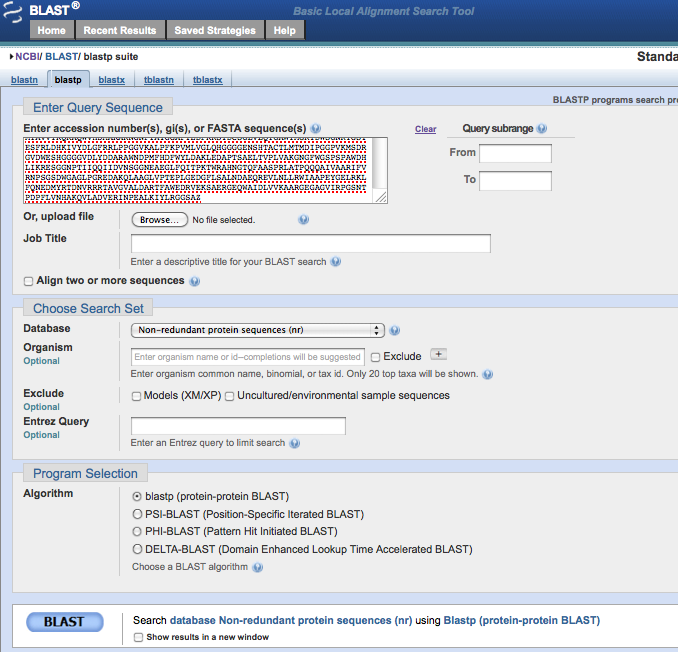 BLAST®
Basic Local Alignment Search Tool
Home Recent Results Saved Strategies Help
NCBI/ BLAST/ blastp suite
Standa
blastn blastp blastx tblastn tblastx
BLASTP programs search pro
Enter Query Sequence
Enter accession number(s), gi(s), or FASTA sequence(s)
Clear
Query subrange
ESFRLDHKIVYDLGFRRLPPGGVKALPFKMVLGLQHGGGGENSHTACTLMTMDIPGGPVKMSDR
GVDWESHGGGGVDLYDDARAWNDPMFHDFWYLDAKLEDAPTSAELTVPLVAKGNGFWGSPSPAWDH
From
To
PDPFFLVNHAKQVLADVERINPEALKIYLRGGSAZ
Or, upload file
Browse... No file selected.
Job Title
Enter a descriptive title for your BLAST search
Align two or more sequences
Choose Search Set
Database
Non-redundant protein sequences (nr)
Organism
Optional
Enter organism name or id--completions will be suggested
Exclude +
Enter organism common name, binomial, or tax id. Only 20 top taxa will be shown.
Exclude
Optional
Models (XM/XP) Uncultured/environmental sample sequences
Entrez Query
Optional
Enter an Entrez query to limit search
Program Selection
Algorithm
blastp (protein-protein BLAST)
PSI-BLAST (Position-Specific Iterated BLAST)
PHI-BLAST (Pattern Hit Initiated BLAST)
DELTA-BLAST (Domain Enhanced Lookup Time Accelerated BLAST)
Choose a BLAST algorithm
BLAST
Search database Non-redundant protein sequences (nr) using Blastp (protein-protein BLAST)
Show results in a new window